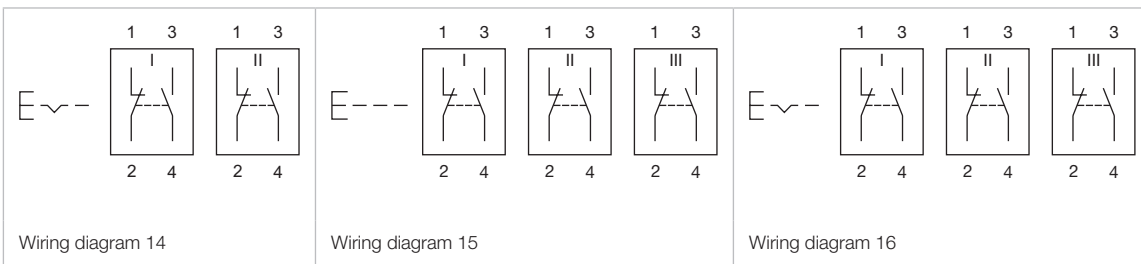 1 3 1 3
I II
2 4 2 4
Wiring diagram 14
1 3 1 3 1 3
I II III
2 4 2 4 2 4
Wiring diagram 15
1 3 1 3 1 3
I II III
2 4 2 4 2 4
Wiring diagram 16